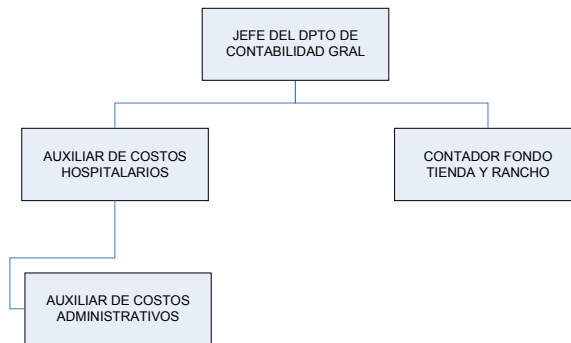 JEFE DEL DPTO DE
CONTABILIDAD GRAL
AUXILIAR DE COSTOS
HOSPITALARIOS
CONTADOR FONDO
TIENDA Y RANCHO
AUXILIAR DE COSTOS
ADMINISTRATIVOS